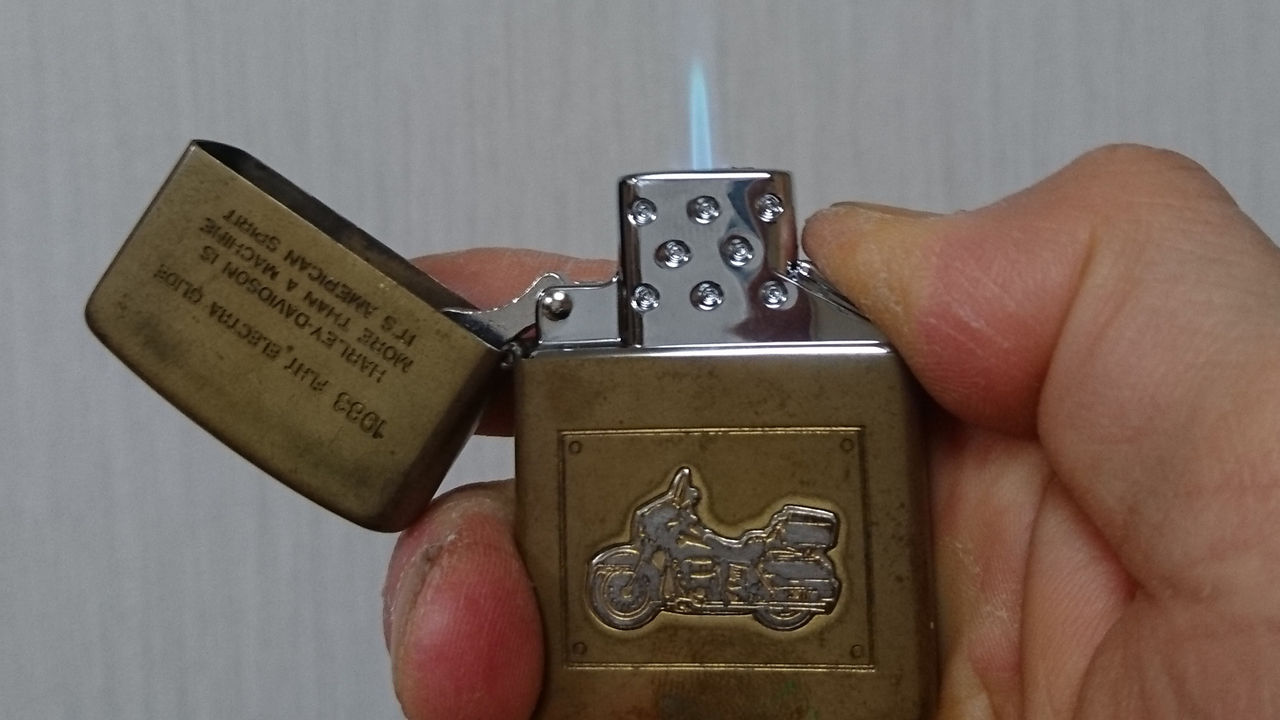 1983 FLHT, ELECTRA GLIDE
HARLEY-DAVIDSON IS
MORE THAN A MACHINE
IT'S AMERICAN SPIRIT